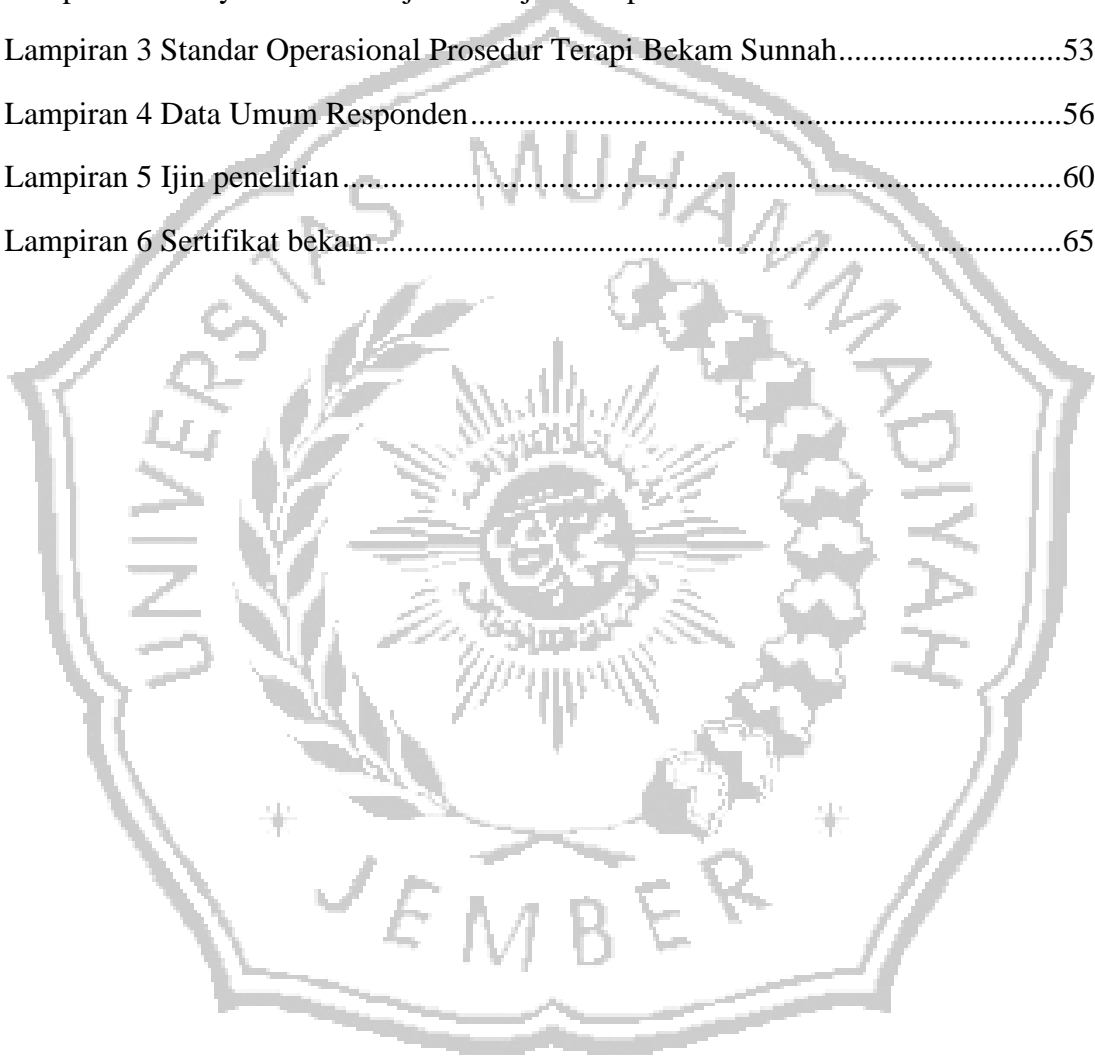 Lampiran 3 Standar Operasional Prosedur Terapi Bekam Sunnah..........................53
Lampiran 4 Data Umum Responden......................................................................56
Lampiran 5 Ijin penelitian.....................................................................................60
Lampiran 6 Sertifikat bekam.................................................................................65
UNIVERSITAS MUHAMMADIYAH
JEMBER